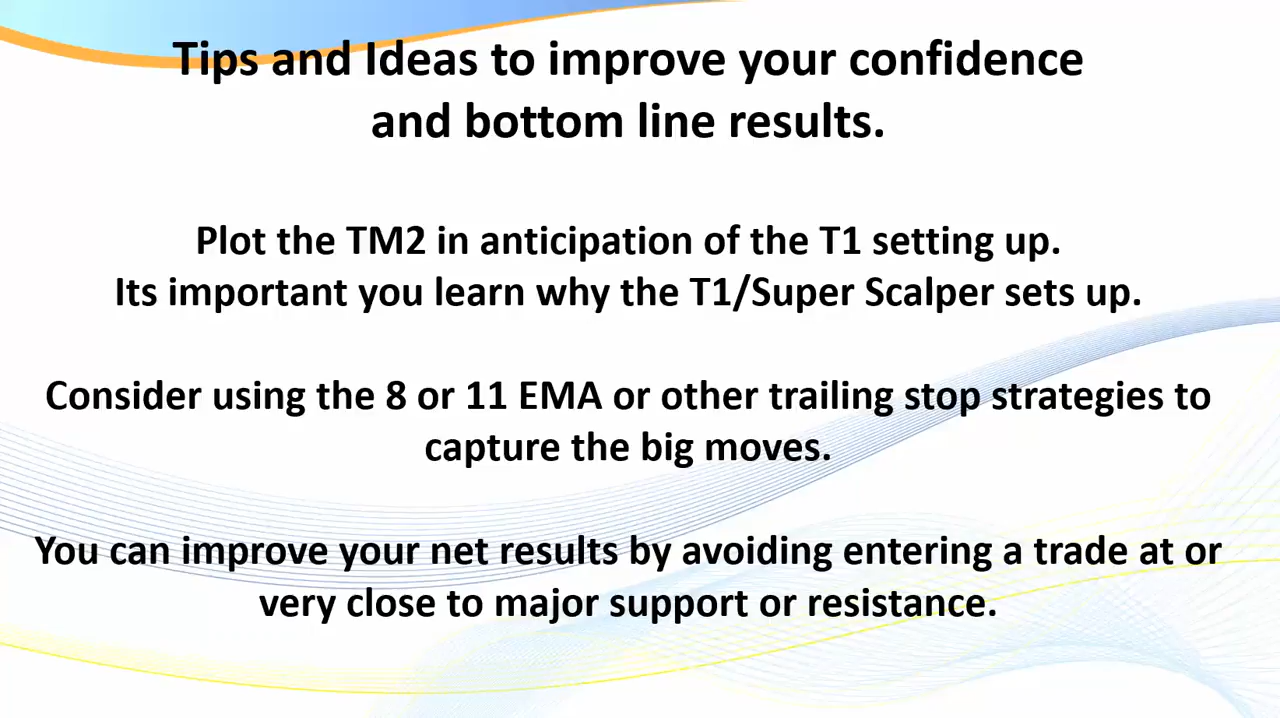 Tips and Ideas to improve your confidence
and bottom line results.
Plot the TM2 in anticipation of the T1 setting up.
Its important you learn why the T1/Super Scalper sets up.
Consider using the 8 or 11 EMA or other trailing stop strategies to
capture the big moves.
You can improve your net results by avoiding entering a trade at or
very close to major support or resistance.